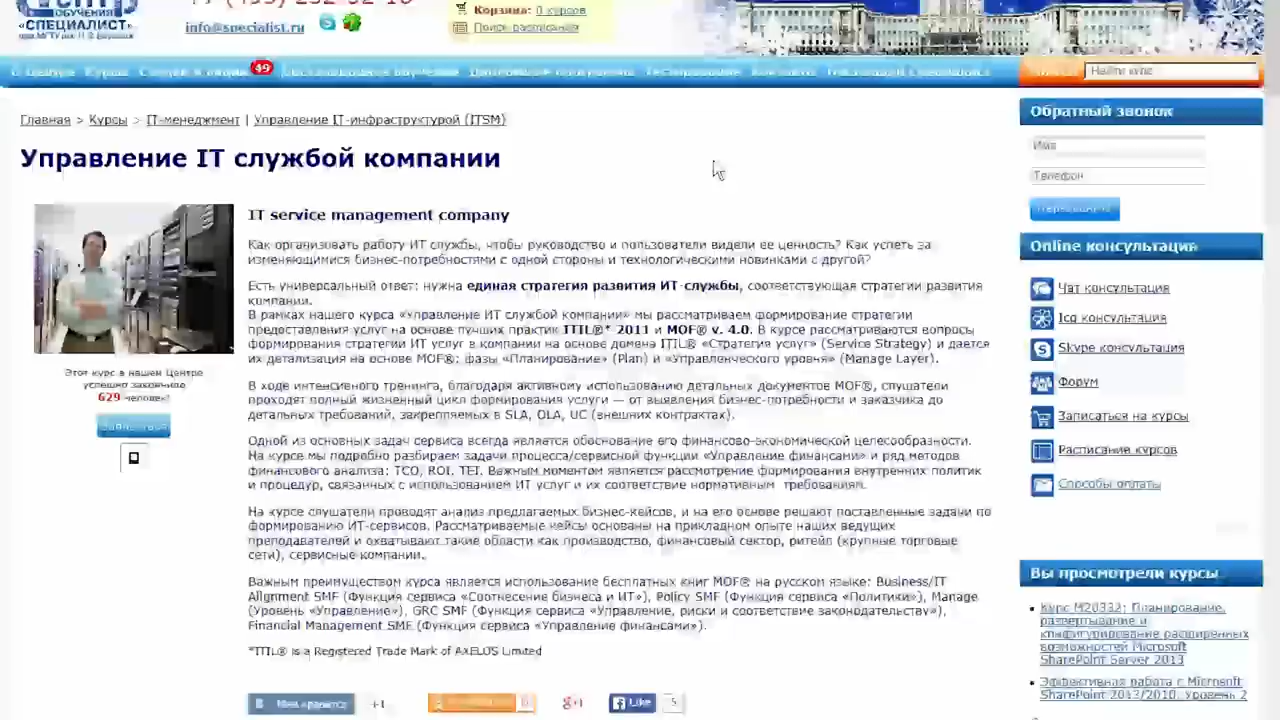 ОБУЧЕНИЯ
«СПЕЦИАЛИСТ»
info@specialist.ru
Корзина: 0 курсов
Поиск расписания
49
Найти курс
Главная > Курсы > IT-менеджмент | Управление IT-инфраструктурой (ITSM)
Управление IT службой компании
IT service management company
Как организовать работу ИТ службы, чтобы руководство и пользователи видели ее ценность? Как успеть за
изменяющимися бизнес-потребностями с одной стороны и технологическими новинками с другой?
Есть универсальный ответ: нужна единая стратегия развития ИТ-службы, соответствующая стратегии развития
компании.
В рамках нашего курса «Управление ИТ службой компании» мы рассматриваем формирование стратегии
предоставления услуг на основе лучших практик ITIL®* 2011 и MOF® v. 4.0. В курсе рассматриваются вопросы
формирования стратегии ИТ услуг в компании на основе домена ITIL® «Стратегия услуг» (Service Strategy) и дается
их детализация на основе MOF®: фазы «Планирование» (Plan) и «Управленческого уровня» (Manage Layer).
В ходе интенсивного тренинга, благодаря активному использованию детальных документов MOF®, слушатели
проходят полный жизненный цикл формирования услуги — от выявления бизнес-потребности и заказчика до
детальных требований, закрепляемых в SLA, OLA, UC (внешних контрактах).
Одной из основных задач сервиса всегда является обоснование его финансово-экономической целесообразности.
На курсе мы подробно разбираем задачи процесса/сервисной функции «Управление финансами» и ряд методов
финансового анализа: TCO, ROI, TEI. Важным моментом является рассмотрение формирования внутренних политик
и процедур, связанных с использованием ИТ услуг и их соответствие нормативным требованиям.
На курсе слушатели проводят анализ предлагаемых бизнес-кейсов, и на его основе решают поставленные задачи по
формированию ИТ-сервисов. Рассматриваемые кейсы основаны на прикладном опыте наших ведущих
преподавателей и охватывают такие области как производство, финансовый сектор, ритейл (крупные торговые
сети), сервисные компании.
Важным преимуществом курса является использование бесплатных книг MOF® на русском языке: Business/IT
Alignment SMF (Функция сервиса «Соотнесение бизнеса и ИТ»), Policy SMF (Функция сервиса «Политики»), Manage
(Уровень «Управление»), GRC SMF (Функция сервиса «Управление, риски и соответствие законодательству»),
Financial Management SMF (Функция сервиса «Управление финансами»).
*ITIL® is a Registered Trade Mark of AXELOS Limited
Этот курс в нашем Центре
успешно закончили
629 человек!
Мне нравится +1 0 g+1 Like 5
Обратный звонок
Имя
Телефон
Online консультация
Чат консультация
Icq консультация
Skype консультация
Форум
Записаться на курсы
Расписание курсов
Способы оплаты
Вы просмотрели курсы
Курс M20332: Планирование,
развертывание и
конфигурирование расширенных
возможностей Microsoft
SharePoint Server 2013
Эффективная работа с Microsoft
SharePoint 2013/2010. Уровень 2